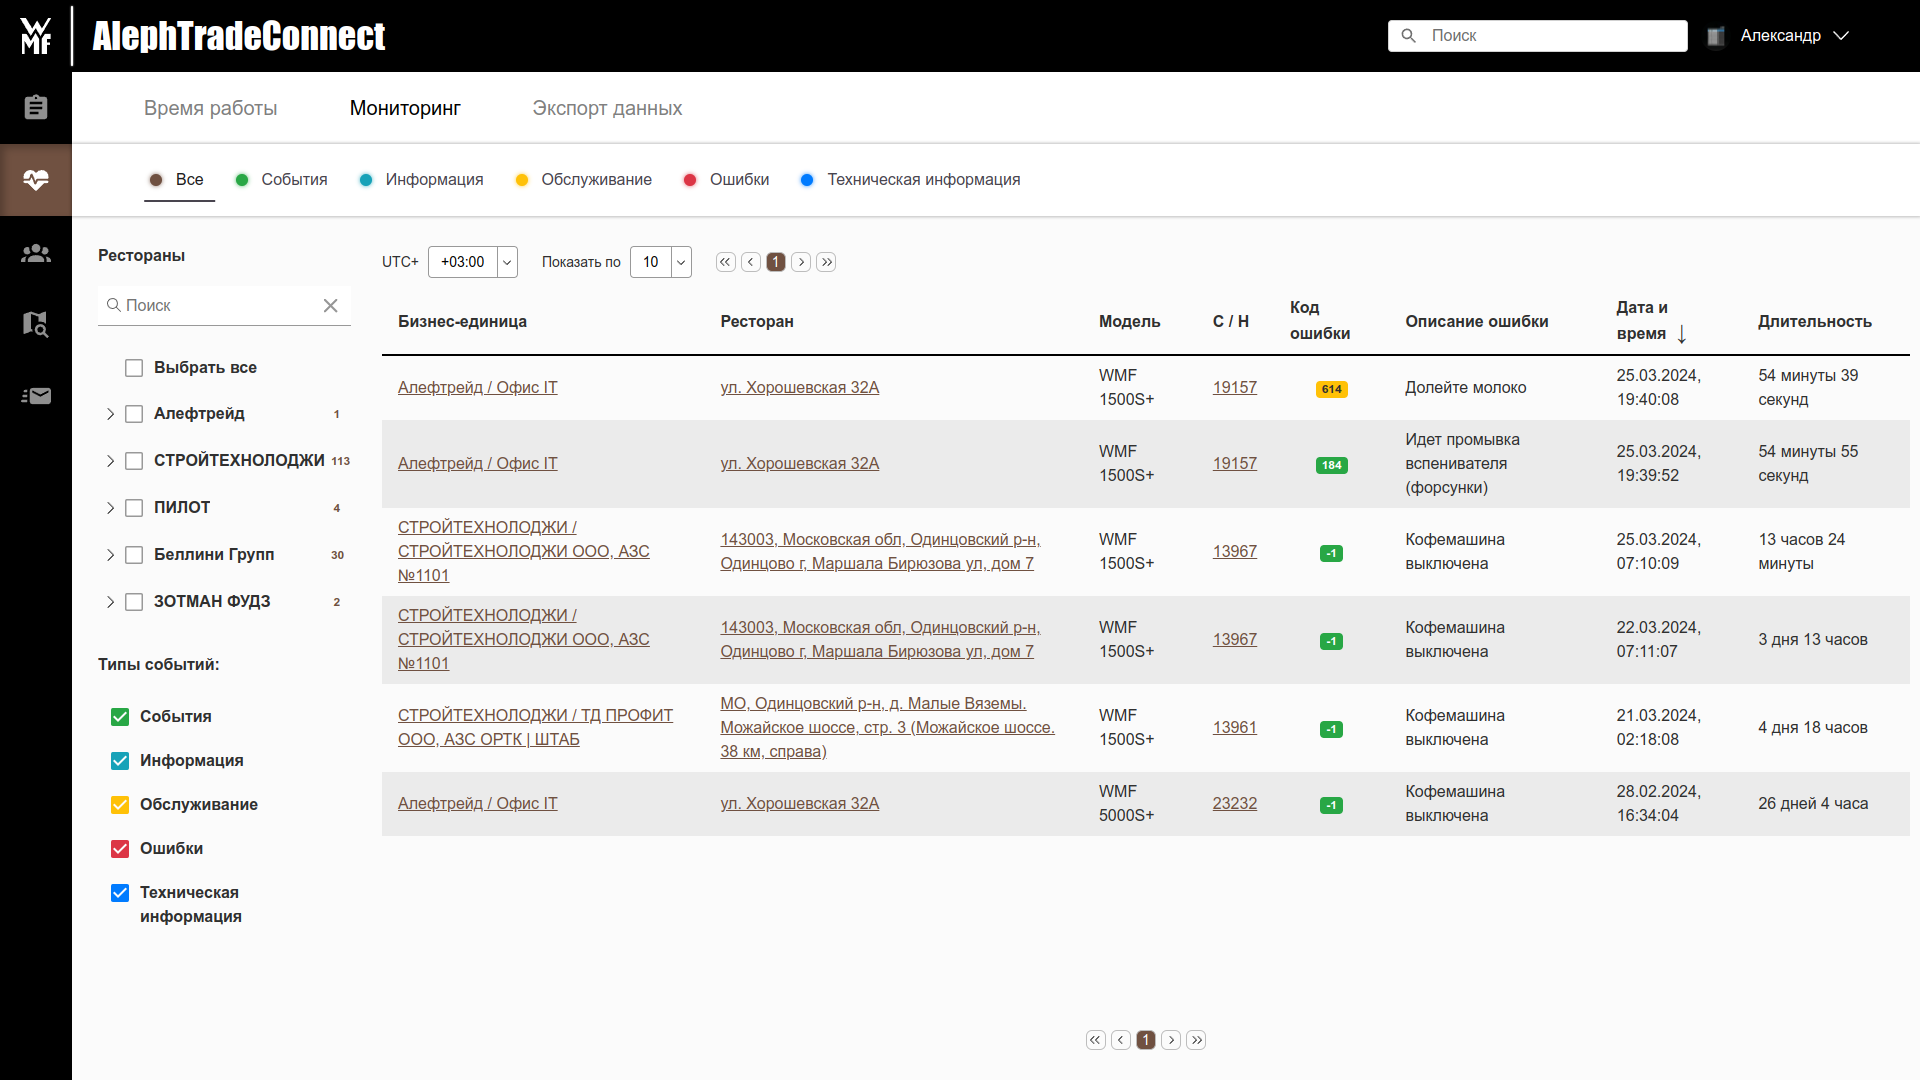 WMF AlephTradeConnect
Поиск
Александр
Время работы Мониторинг Экспорт данных
Все События Информация Обслуживание Ошибки Техническая информация
Рестораны
Поиск
Выбрать все
Алефтрейд 1
СТРОЙТЕХНОЛОДЖИ 113
ПИЛОТ 4
Беллини Групп 30
ЗОТМАН ФУДЗ 2
Типы событий:
События
Информация
Обслуживание
Ошибки
Техническая
информация
UTC+ +03:00 Показать по 10 1
Бизнес-единица Ресторан Модель С / Н Код ошибки Описание ошибки Дата и время ↓ Длительность
Алефтрейд / Офис IT
ул. Хорошевская 32А
WMF
1500S+
19157
614
Долейте молоко
25.03.2024,
19:40:08
54 минуты 39
секунд
Алефтрейд / Офис IT
ул. Хорошевская 32А
WMF
1500S+
19157
184
Идет промывка
вспенивателя
(форсунки)
25.03.2024,
19:39:52
54 минуты 55
секунд
СТРОЙТЕХНОЛОДЖИ /
СТРОЙТЕХНОЛОДЖИ ООО, АЗС
№1101
143003, Московская обл, Одинцовский р-н,
Одинцово г, Маршала Бирюзова ул, дом 7
WMF
1500S+
13967
-1
Кофемашина
выключена
25.03.2024,
07:10:09
13 часов 24
минуты
СТРОЙТЕХНОЛОДЖИ /
СТРОЙТЕХНОЛОДЖИ ООО, АЗС
№1101
143003, Московская обл, Одинцовский р-н,
Одинцово г, Маршала Бирюзова ул, дом 7
WMF
1500S+
13967
-1
Кофемашина
выключена
22.03.2024,
07:11:07
3 дня 13 часов
СТРОЙТЕХНОЛОДЖИ / ТД ПРОФИТ
ООО, АЗС ОРТК | ШТАБ
МО, Одинцовский р-н, д. Малые Вяземы.
Можайское шоссе, стр. 3 (Можайское шоссе.
38 км, справа)
WMF
1500S+
13961
-1
Кофемашина
выключена
21.03.2024,
02:18:08
4 дня 18 часов
Алефтрейд / Офис IT
ул. Хорошевская 32А
WMF
5000S+
23232
-1
Кофемашина
выключена
28.02.2024,
16:34:04
26 дней 4 часа
1